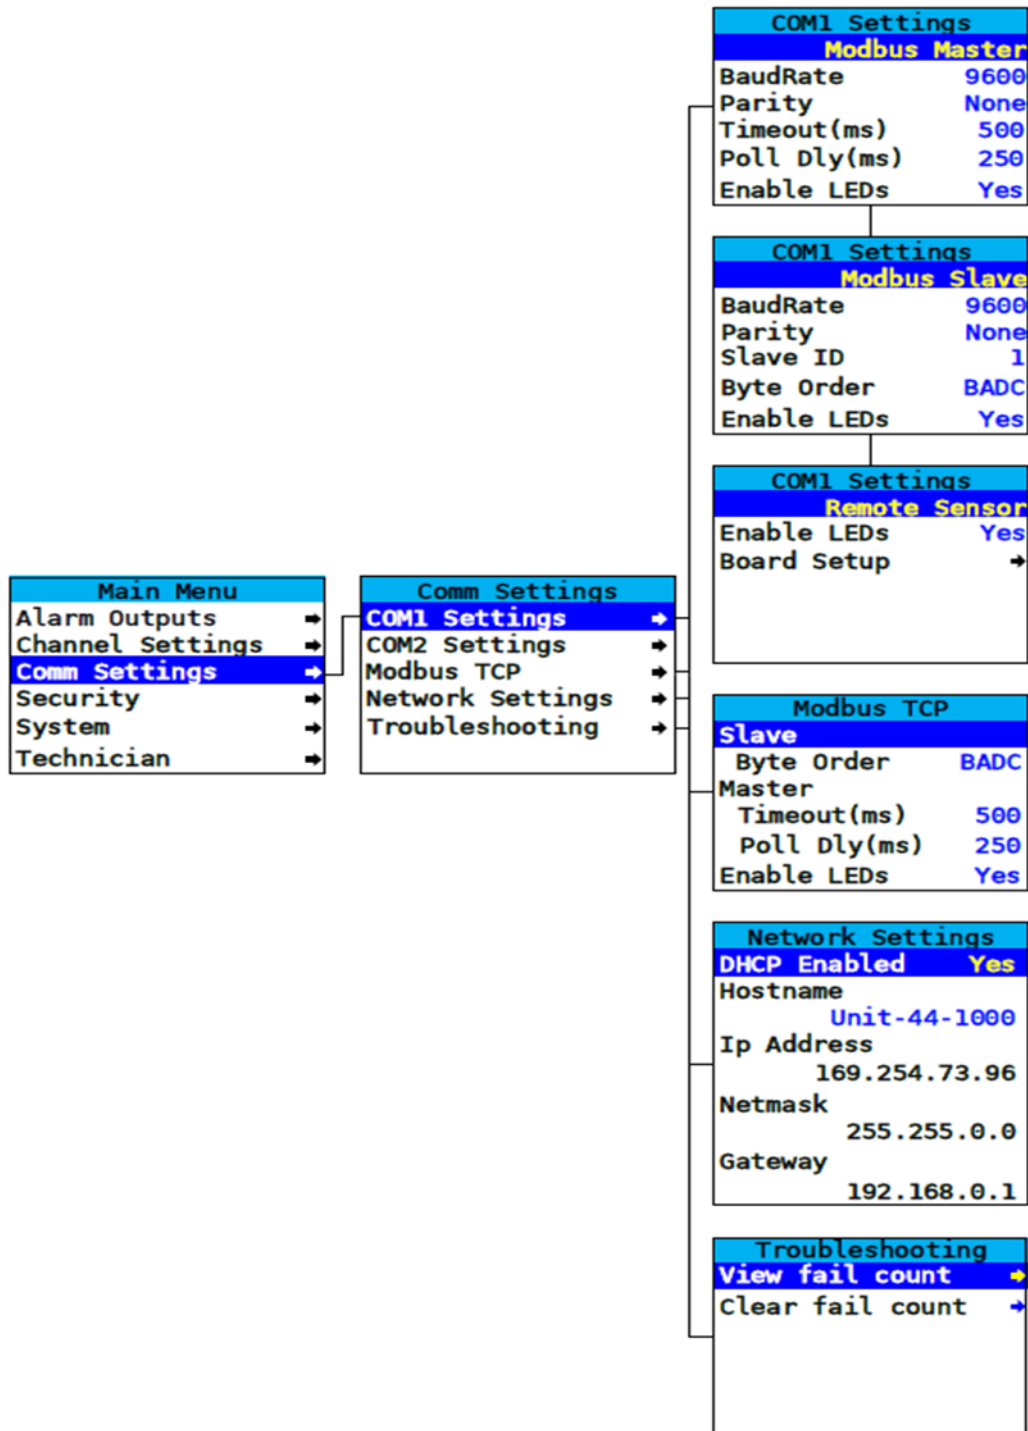 Main Menu
Alarm Outputs
Channel Settings
Comm Settings
Security
System
Technician
Comm Settings
COM1 Settings
COM2 Settings
Modbus TCP
Network Settings
Troubleshooting
COM1 Settings
Modbus Master
BaudRate 9600
Parity None
Timeout(ms) 500
Poll Dly(ms) 250
Enable LEDs Yes
COM1 Settings
Modbus Slave
BaudRate 9600
Parity None
Slave ID 1
Byte Order BADC
Enable LEDs Yes
COM1 Settings
Remote Sensor
Enable LEDs Yes
Board Setup
Modbus TCP
Slave
Byte Order BADC
Master
Timeout(ms) 500
Poll Dly(ms) 250
Enable LEDs Yes
Network Settings
DHCP Enabled Yes
Hostname
Unit-44-1000
Ip Address
169.254.73.96
Netmask
255.255.0.0
Gateway
192.168.0.1
Troubleshooting
View fail count
Clear fail count